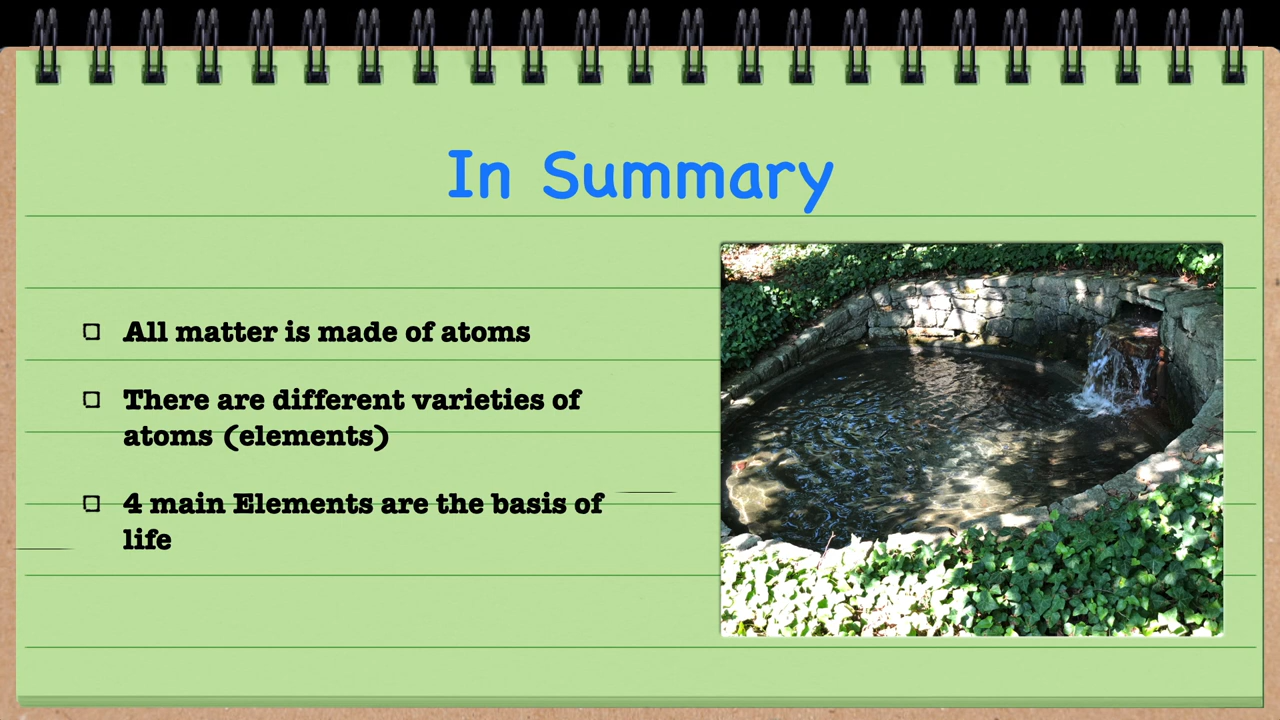 In Summary
All matter is made of atoms
There are different varieties of
atoms (elements)
4 main Elements are the basis of
life